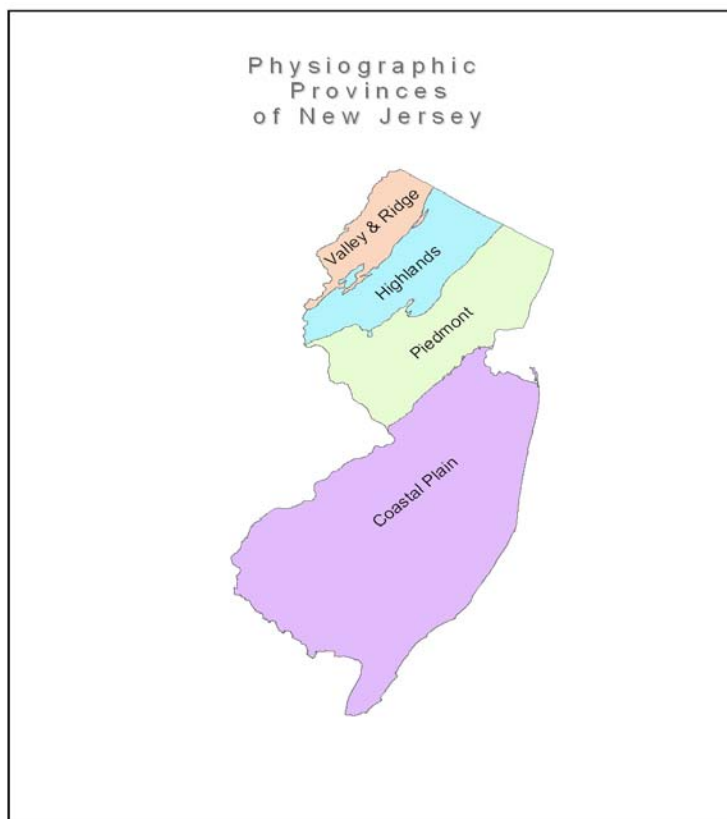 Physiographic
Provinces
of New Jersey
Valley & Ridge
Highlands
Piedmont
Coastal Plain